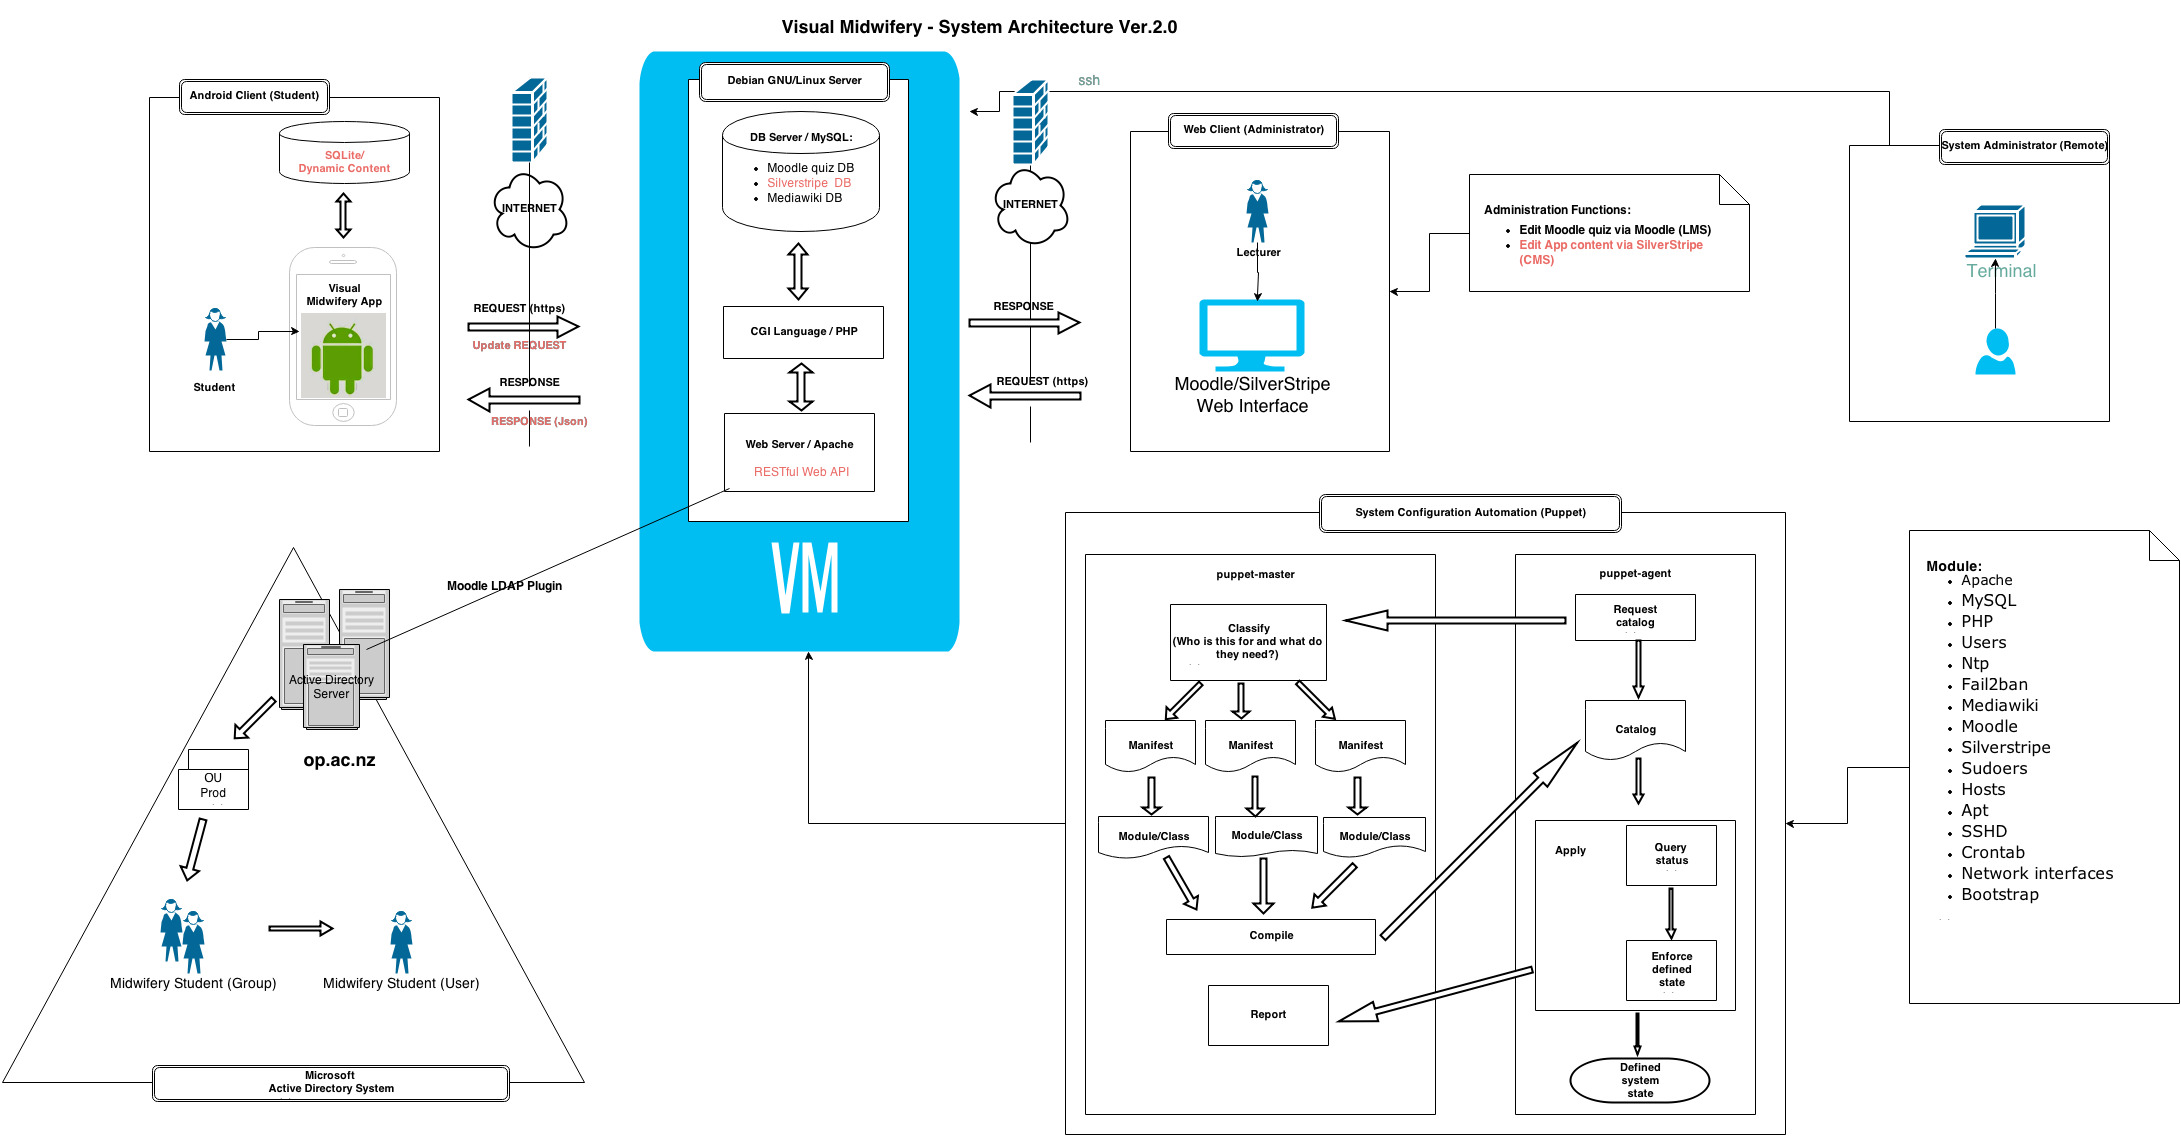 Visual Midwifery - System Architecture Ver.2.0
Android Client (Student)
SQLite/
Dynamic Content
Visual
Midwifery App
Student
INTERNET
REQUEST (https)
Update REQUEST
RESPONSE
RESPONSE (Json)
Debian GNU/Linux Server
DB Server / MySQL:
• Moodle quiz DB
• Silverstripe DB
• Mediawiki DB
CGI Language / PHP
Web Server / Apache
RESTful Web API
VM
ssh
INTERNET
RESPONSE
REQUEST (https)
Web Client (Administrator)
Lecturer
Moodle/SilverStripe
Web Interface
Administration Functions:
• Edit Moodle quiz via Moodle (LMS)
• Edit App content via SilverStripe
(CMS)
System Administrator (Remote)
Terminal
Moodle LDAP Plugin
Active Directory
Server
op.ac.nz
OU
Prod
Midwifery Student (Group)
Midwifery Student (User)
Microsoft
Active Directory System
System Configuration Automation (Puppet)
puppet-master
Classify
(Who is this for and what do
they need?)
Manifest
Manifest
Manifest
Module/Class
Module/Class
Module/Class
Compile
Report
puppet-agent
Request
catalog
Catalog
Apply
Query
status
Enforce
defined
state
Defined
system
state
Module:
• Apache
• MySQL
• PHP
• Users
• Ntp
• Fail2ban
• Mediawiki
• Moodle
• Silverstripe
• Sudoers
• Hosts
• Apt
• SSHD
• Crontab
• Network interfaces
• Bootstrap